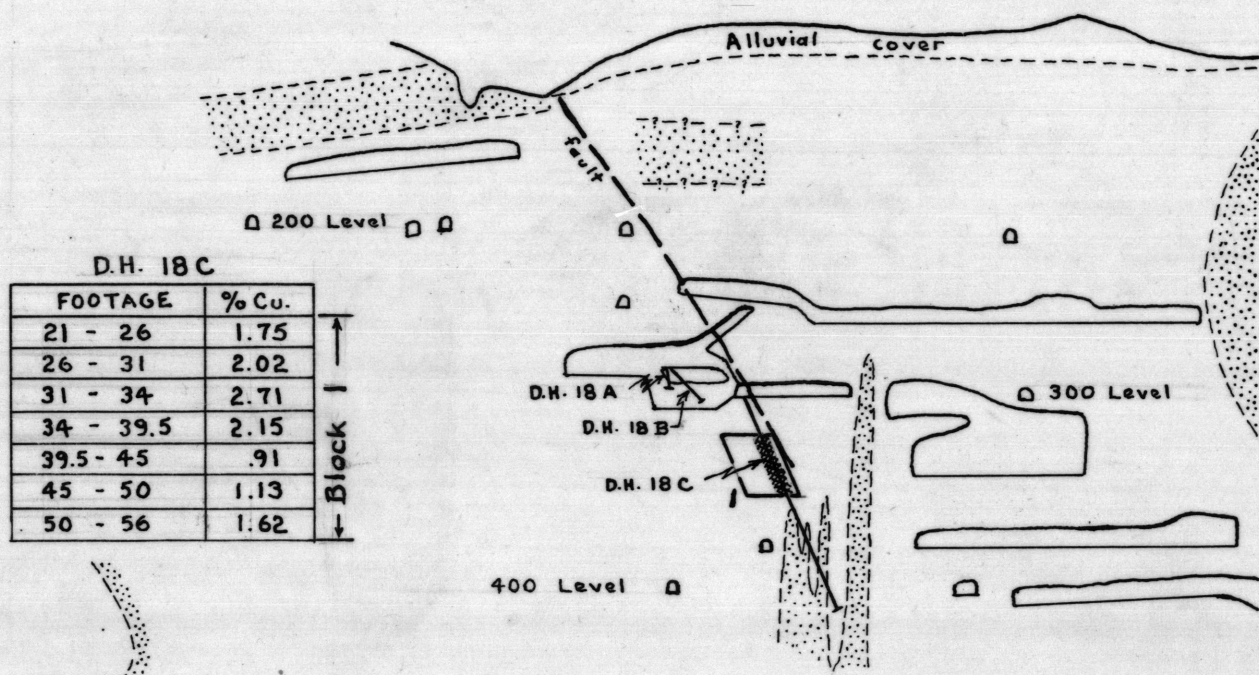 Alluvial cover
- ? - ? - - ?
fault
- ? - ? - ? - ?
200 Level
D.H. 18C
FOOTAGE % Cu.
21 - 26 1.75
26 - 31 2.02
31 - 34 2.71
34 - 39.5 2.15
39.5 - 45 .91
45 - 50 1.13
50 - 56 1.62
Block 1
D.H. 18A
D.H. 18B
300 Level
D.H. 18C
1
400 Level